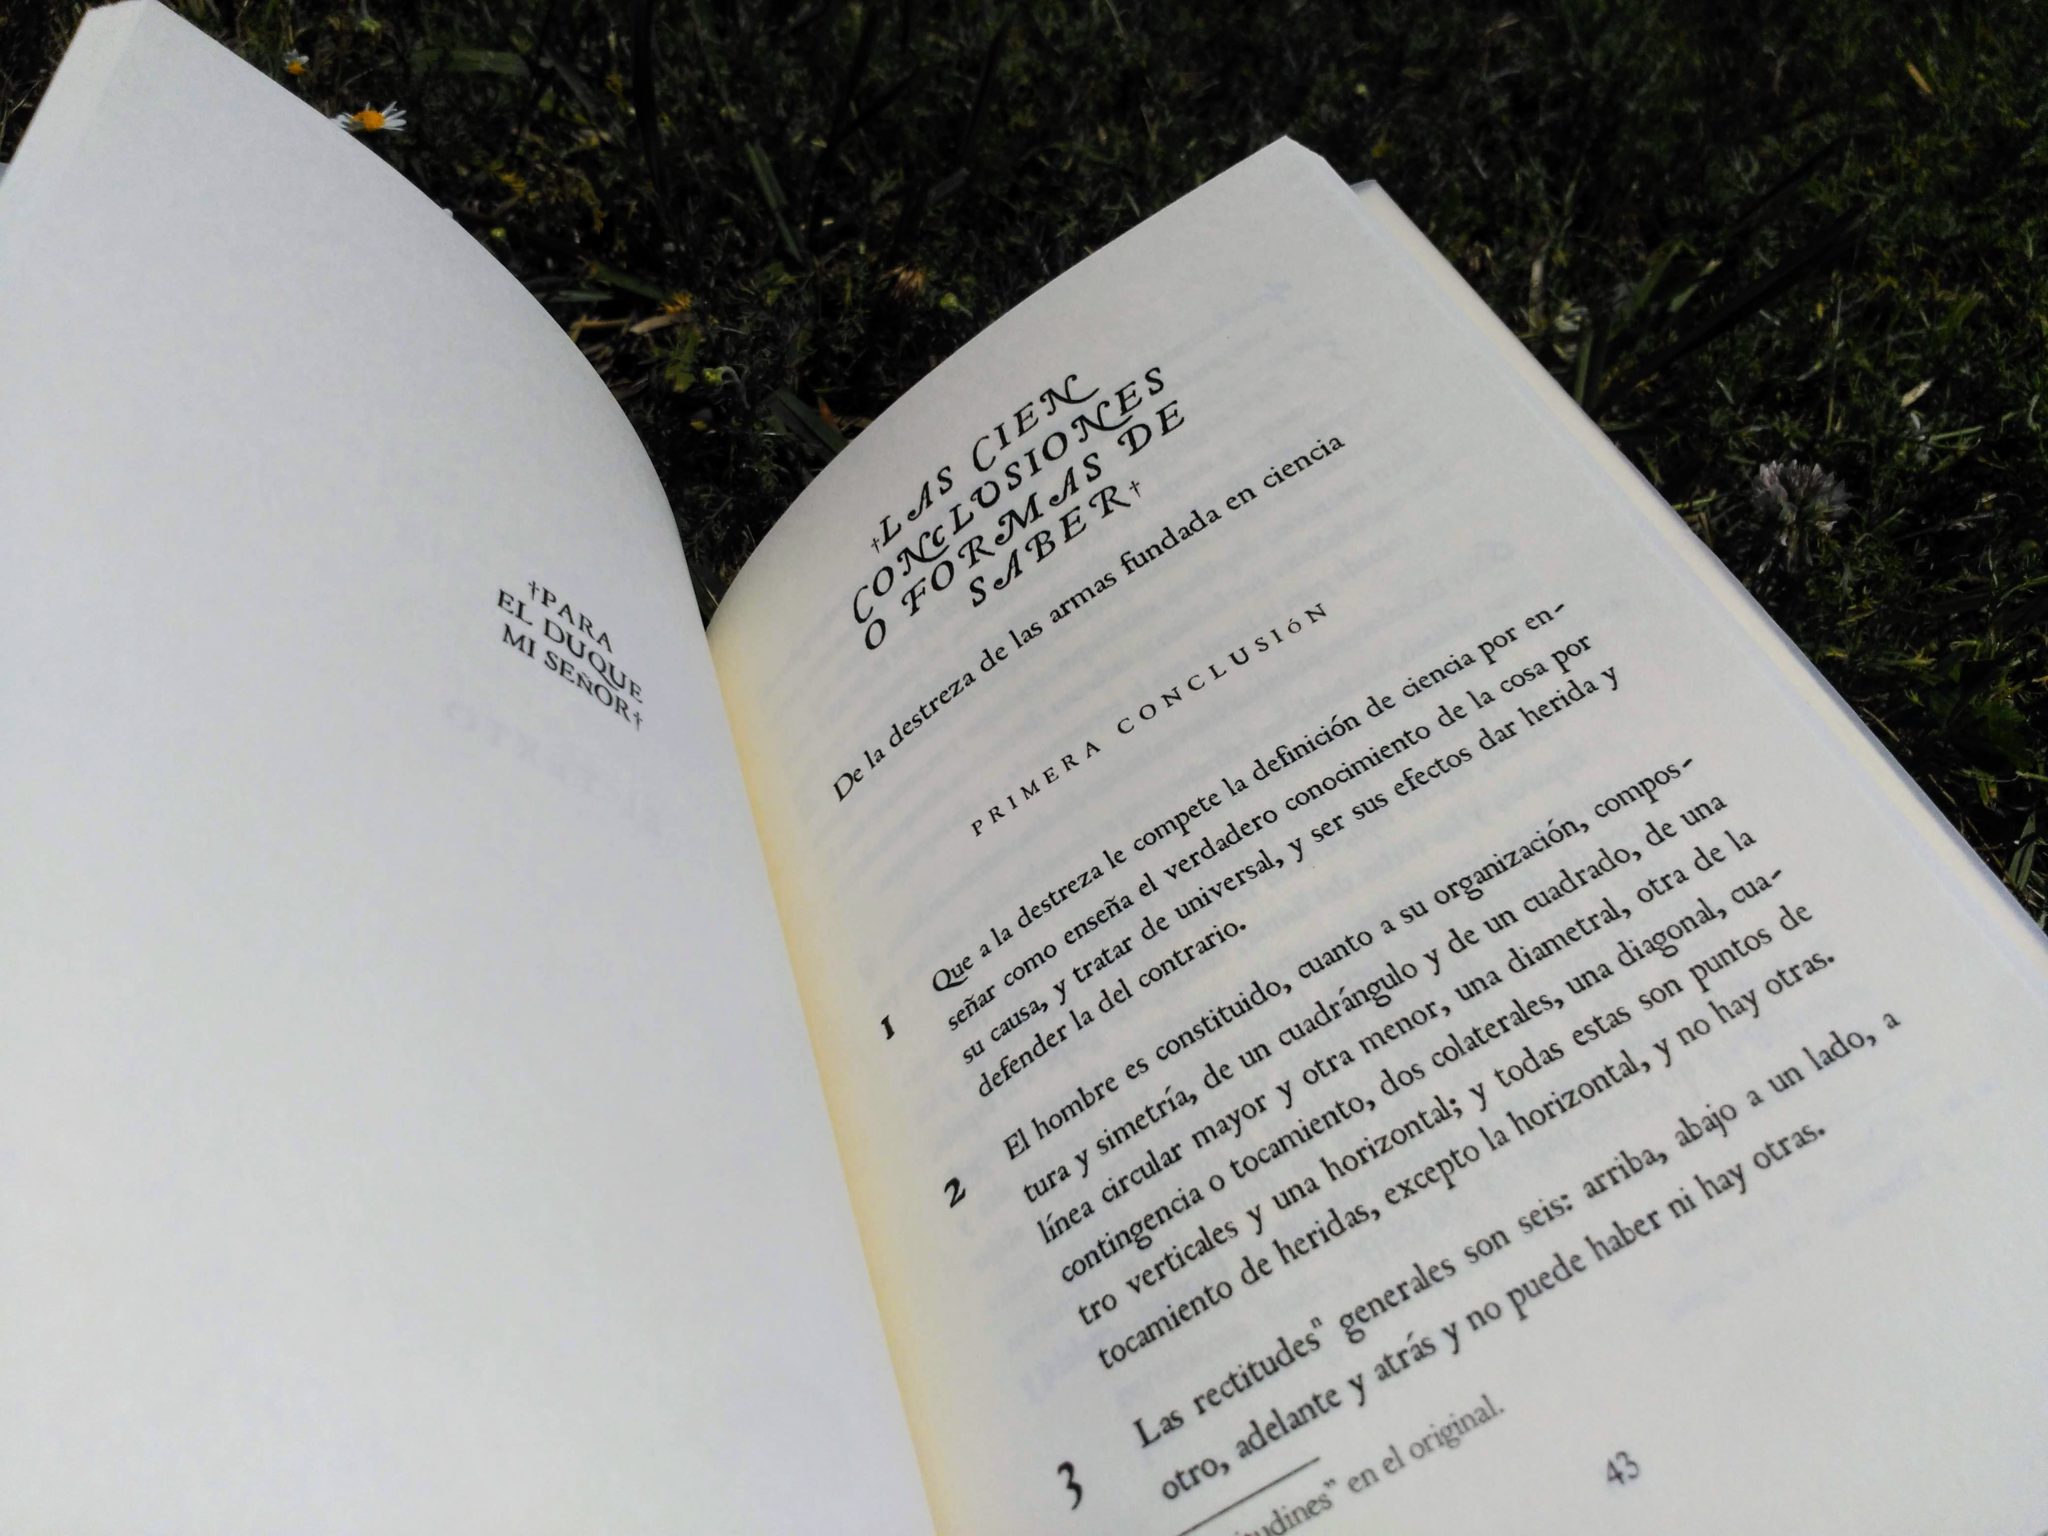 †PARA
EL DUQUE
MI SEÑOR†
†LAS CIEN
CONCLUSIONES
O FORMAS DE
SABER†
De la destreza de las armas fundada en ciencia
PRIMERA CONCLUSIÓN
Que a la destreza le compete la definición de ciencia por en-
señar como enseña el verdadero conocimiento de la cosa por
su causa, y tratar de universal, y ser sus efectos dar herida y
1 defender la del contrario.
El hombre es constituido, cuanto a su organización, compos-
tura y simetría, de un cuadrángulo y de un cuadrado, de una
línea circular mayor y otra menor, una diametral, otra de la
contingencia o tocamiento, dos colaterales, una diagonal, cua-
tro verticales y una horizontal; y todas estas son puntos de
2 tocamiento de heridas, excepto la horizontal, y no hay otras.
Las rectitudesⁿ generales son seis: arriba, abajo a un lado, a
3 otro, adelante y atrás y no puede haber ni hay otras.
en el original.
43